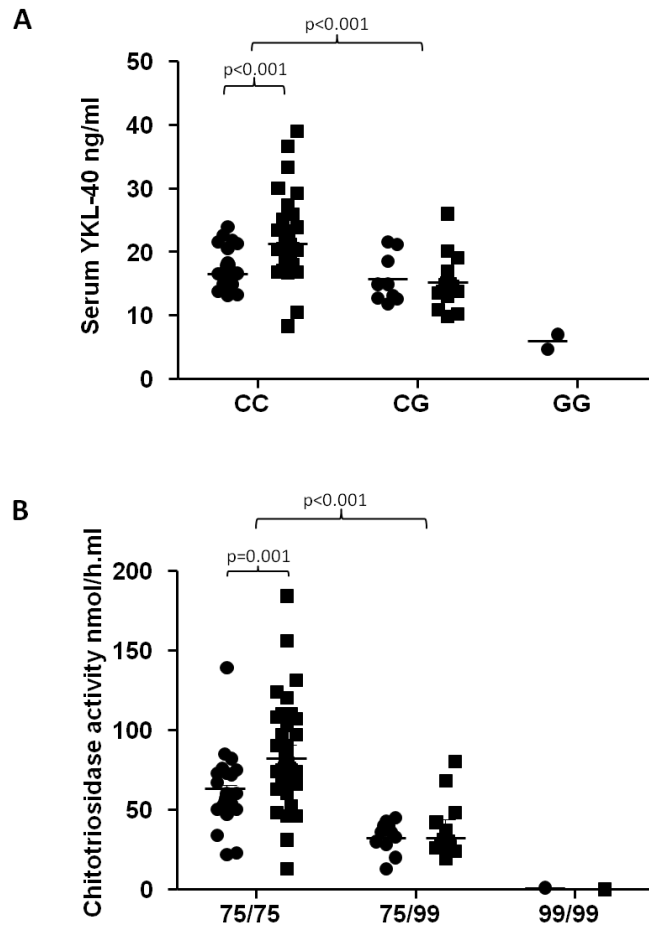 A
p<0.001
p<0.001
Serum YKL-40 ng/ml
50
40
30
20
10
0
CC CG GG
B
p<0.001
p=0.001
Chitotriosidase activity nmol/h.ml
200
150
100
50
0
75/75 75/99 99/99